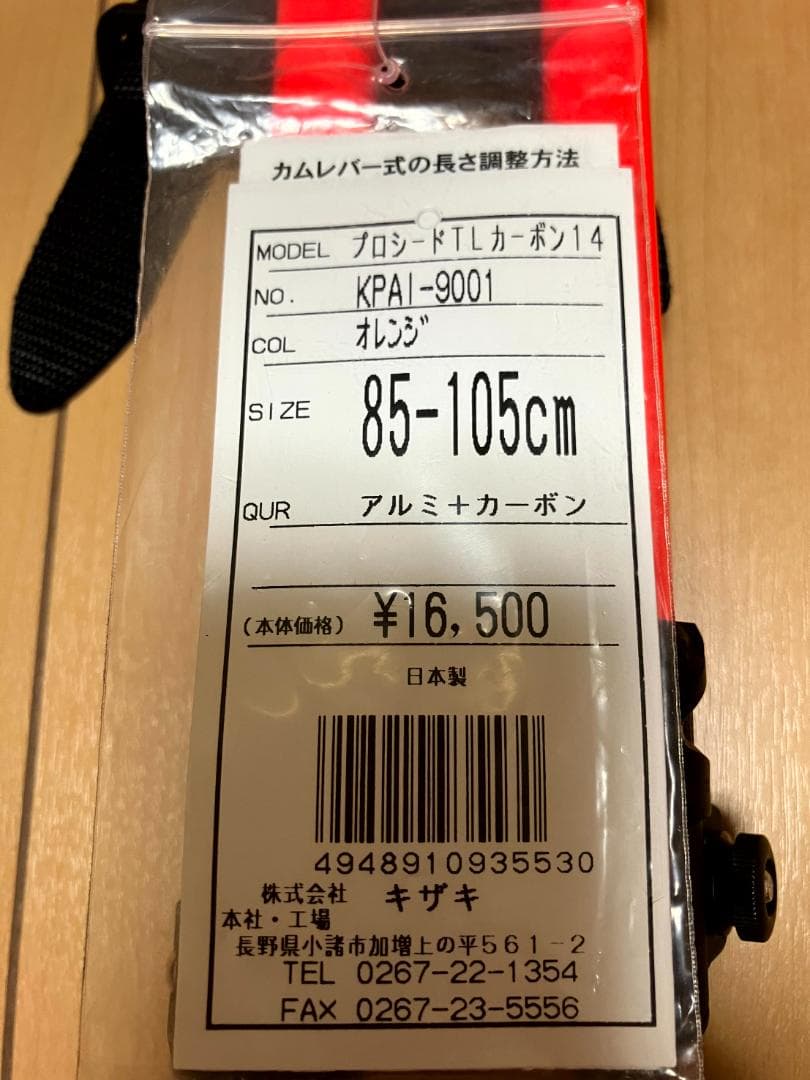 カムレバー式の長さ調整方法
MODEL プロシードTLカーボン14
NO. KPAI-9001
COL オレンジ
SIZE 85-105cm
QUR アルミ＋カーボン
(本体価格) ¥16,500
日本製
4948910935530
株式会社 キザキ
本社・工場
長野県小諸市加増上の平561-2
TEL 0267-22-1354
FAX 0267-23-5556